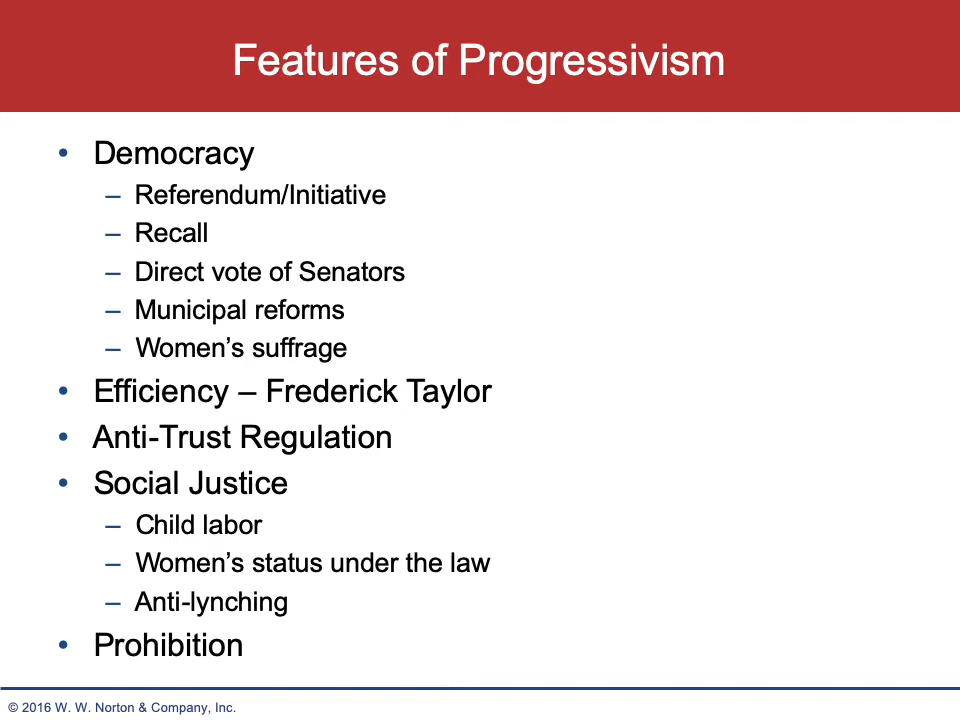 Features of Progressivism
• Democracy
– Referendum/Initiative
– Recall
– Direct vote of Senators
– Municipal reforms
– Women’s suffrage
• Efficiency – Frederick Taylor
• Anti-Trust Regulation
• Social Justice
– Child labor
– Women’s status under the law
– Anti-lynching
• Prohibition
© 2016 W. W. Norton & Company, Inc.